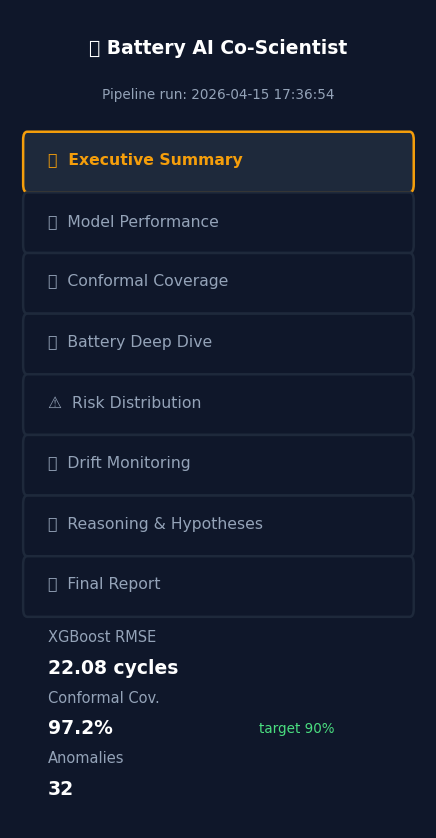 Battery AI Co-Scientist
Pipeline run: 2026-04-15 17:36:54
Executive Summary
Model Performance
Conformal Coverage
Battery Deep Dive
⚠ Risk Distribution
Drift Monitoring
Reasoning & Hypotheses
Final Report
XGBoost RMSE
22.08 cycles
Conformal Cov.
97.2% target 90%
Anomalies
32